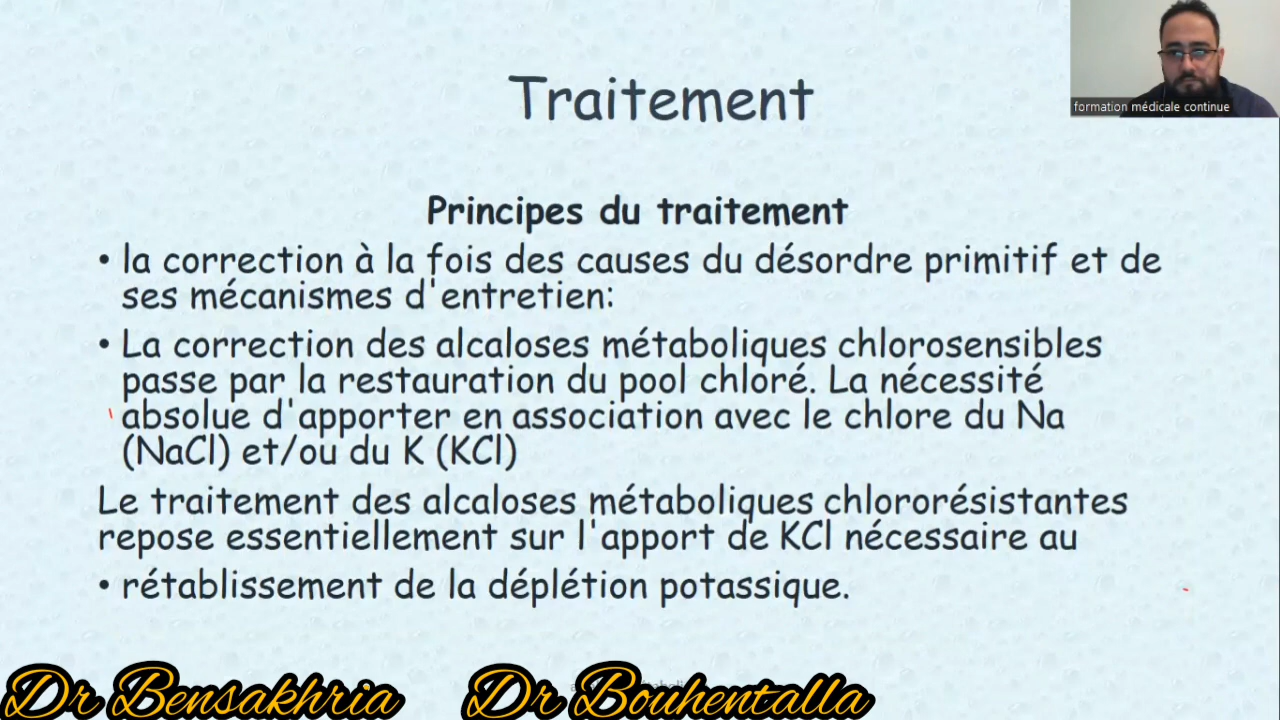 Traitement
formation médicale continue
Principes du traitement
• la correction à la fois des causes du désordre primitif et de
ses mécanismes d'entretien:
• La correction des alcaloses métaboliques chlorosensibles
passe par la restauration du pool chloré. La nécessité
absolue d'apporter en association avec le chlore du Na
(NaCl) et/ou du K (KCl)
Le traitement des alcaloses métaboliques chlororésistantes
repose essentiellement sur l'apport de KCl nécessaire au
• rétablissement de la déplétion potassique.
Dr Bensakhria Dr Bouhentalla